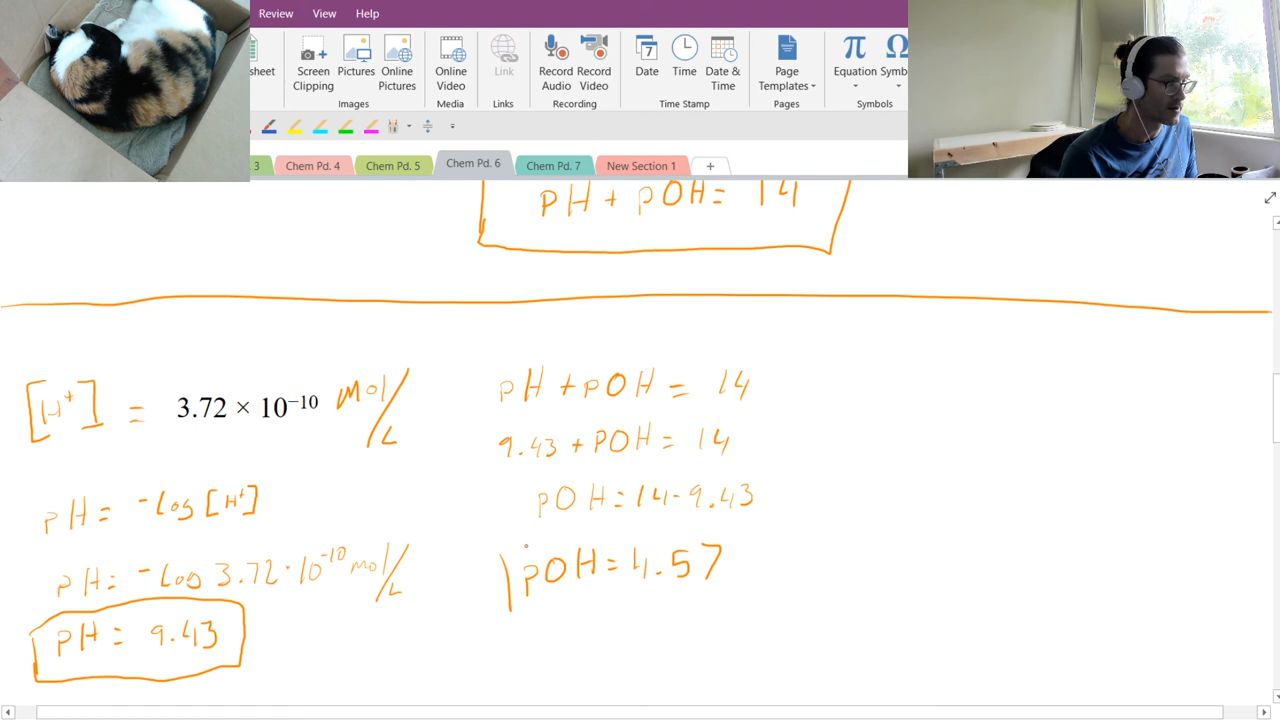 Review View Help
sheet Screen Clipping Pictures Online Pictures Online Video Link Record Audio Record Video Date Time Date & Time Page Templates Equation Symb
Images Media Links Recording Time Stamp Pages Symbols
3 Chem Pd. 4 Chem Pd. 5 Chem Pd. 6 Chem Pd. 7 New Section 1 +
pH + pOH = 14
[H⁺] = 3.72 × 10⁻¹⁰ mol/L
pH = -log [H⁺]
pH = -log 3.72 · 10⁻¹⁰ mol/L
pH = 9.43
pH + pOH = 14
9.43 + pOH = 14
pOH = 14 - 9.43
pOH = 4.57